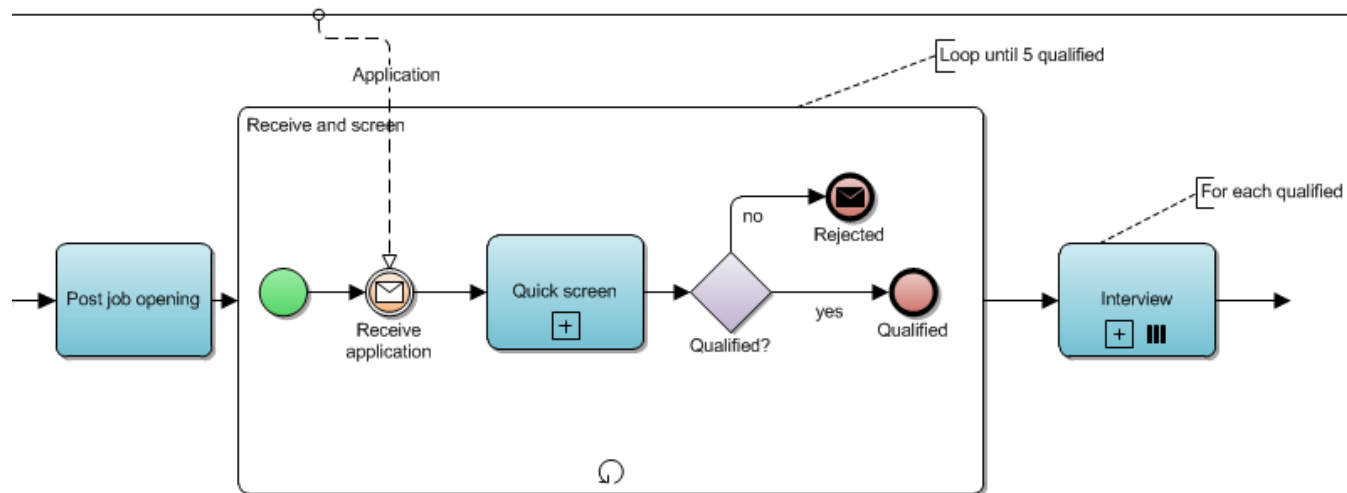 Loop until 5 qualified
Application
Receive and screen
For each qualified
no
Rejected
Post job opening
Quick screen
Interview
yes
Receive
application
Qualified?
Qualified